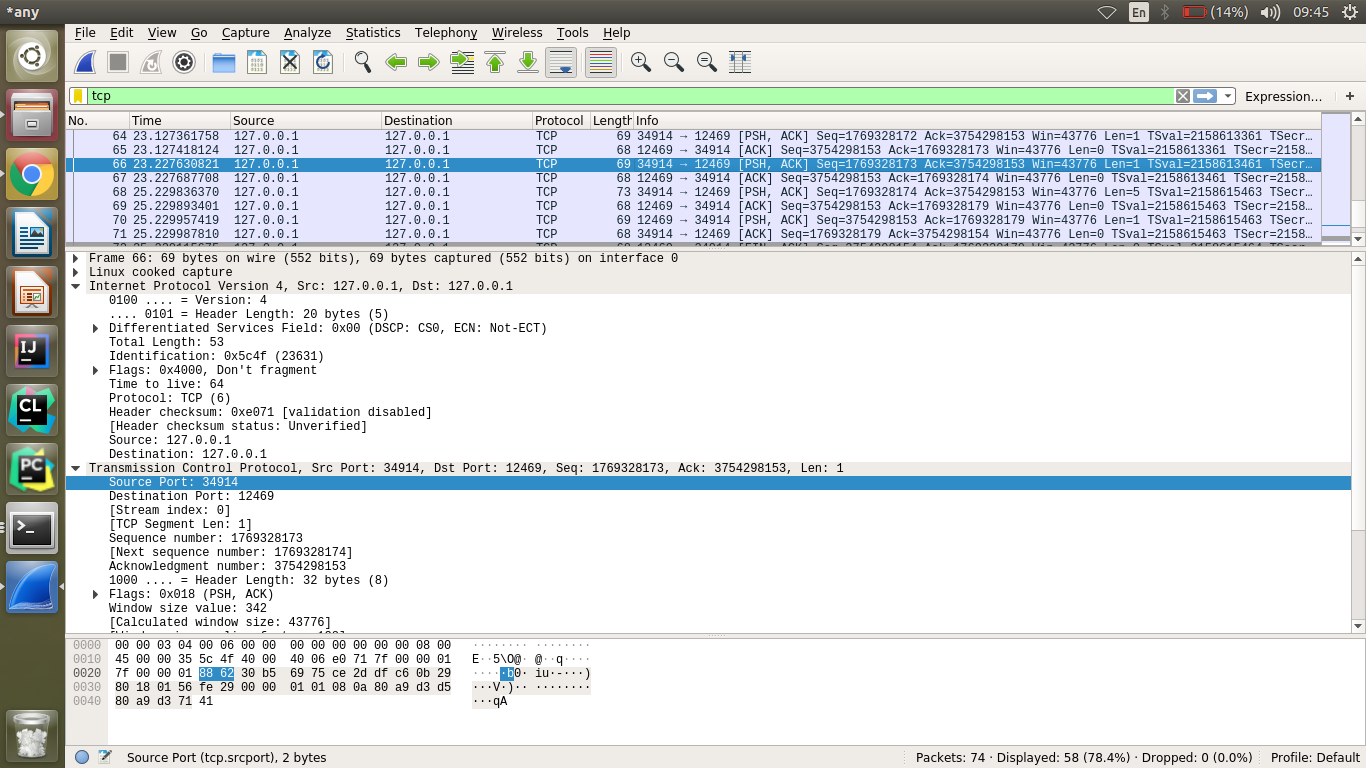 *any
En
(14%)
09:45
File Edit View Go Capture Analyze Statistics Telephony Wireless Tools Help
tcp
Expression…
+
No. Time Source Destination Protocol Length Info
64 23.127361758 127.0.0.1 127.0.0.1 TCP 69 34914 → 12469 [PSH, ACK] Seq=1769328172 Ack=3754298153 Win=43776 Len=1 TSval=2158613361 TSecr…
65 23.127418124 127.0.0.1 127.0.0.1 TCP 68 12469 → 34914 [ACK] Seq=3754298153 Ack=1769328173 Win=43776 Len=0 TSval=2158613361 TSecr=2158…
66 23.227630821 127.0.0.1 127.0.0.1 TCP 69 34914 → 12469 [PSH, ACK] Seq=1769328173 Ack=3754298153 Win=43776 Len=1 TSval=2158613461 TSecr…
67 23.227687708 127.0.0.1 127.0.0.1 TCP 68 12469 → 34914 [ACK] Seq=3754298153 Ack=1769328174 Win=43776 Len=0 TSval=2158613461 TSecr=2158…
68 25.229836370 127.0.0.1 127.0.0.1 TCP 73 34914 → 12469 [PSH, ACK] Seq=1769328174 Ack=3754298153 Win=43776 Len=5 TSval=2158615463 TSecr…
69 25.229893401 127.0.0.1 127.0.0.1 TCP 68 12469 → 34914 [ACK] Seq=3754298153 Ack=1769328179 Win=43776 Len=0 TSval=2158615463 TSecr=2158…
70 25.229957419 127.0.0.1 127.0.0.1 TCP 69 12469 → 34914 [PSH, ACK] Seq=3754298153 Ack=1769328179 Win=43776 Len=1 TSval=2158615463 TSecr…
71 25.229987810 127.0.0.1 127.0.0.1 TCP 68 34914 → 12469 [ACK] Seq=1769328179 Ack=3754298154 Win=43776 Len=0 TSval=2158615463 TSecr=2158…
Frame 66: 69 bytes on wire (552 bits), 69 bytes captured (552 bits) on interface 0
Linux cooked capture
Internet Protocol Version 4, Src: 127.0.0.1, Dst: 127.0.0.1
0100 .... = Version: 4
.... 0101 = Header Length: 20 bytes (5)
Differentiated Services Field: 0x00 (DSCP: CS0, ECN: Not-ECT)
Total Length: 53
Identification: 0x5c4f (23631)
Flags: 0x4000, Don't fragment
Time to live: 64
Protocol: TCP (6)
Header checksum: 0xe071 [validation disabled]
[Header checksum status: Unverified]
Source: 127.0.0.1
Destination: 127.0.0.1
Transmission Control Protocol, Src Port: 34914, Dst Port: 12469, Seq: 1769328173, Ack: 3754298153, Len: 1
Source Port: 34914
Destination Port: 12469
[Stream index: 0]
[TCP Segment Len: 1]
Sequence number: 1769328173
[Next sequence number: 1769328174]
Acknowledgment number: 3754298153
1000 .... = Header Length: 32 bytes (8)
Flags: 0x018 (PSH, ACK)
Window size value: 342
[Calculated window size: 43776]
0000 00 00 03 04 00 06 00 00 00 00 00 00 00 00 08 00 ········ ········
0010 45 00 00 35 5c 4f 40 00 40 06 e0 71 7f 00 00 01 E··5\O@· @··q····
0020 7f 00 00 01 88 62 30 b5 69 75 ce 2d df c6 0b 29 ·····b0· iu·-···)
0030 80 18 01 56 fe 29 00 00 01 01 08 0a 80 a9 d3 d5 ···V·)·· ········
0040 80 a9 d3 71 41 ···qA
Source Port (tcp.srcport), 2 bytes
Packets: 74 · Displayed: 58 (78.4%) · Dropped: 0 (0.0%)
Profile: Default
IJ
CL
PC
>_